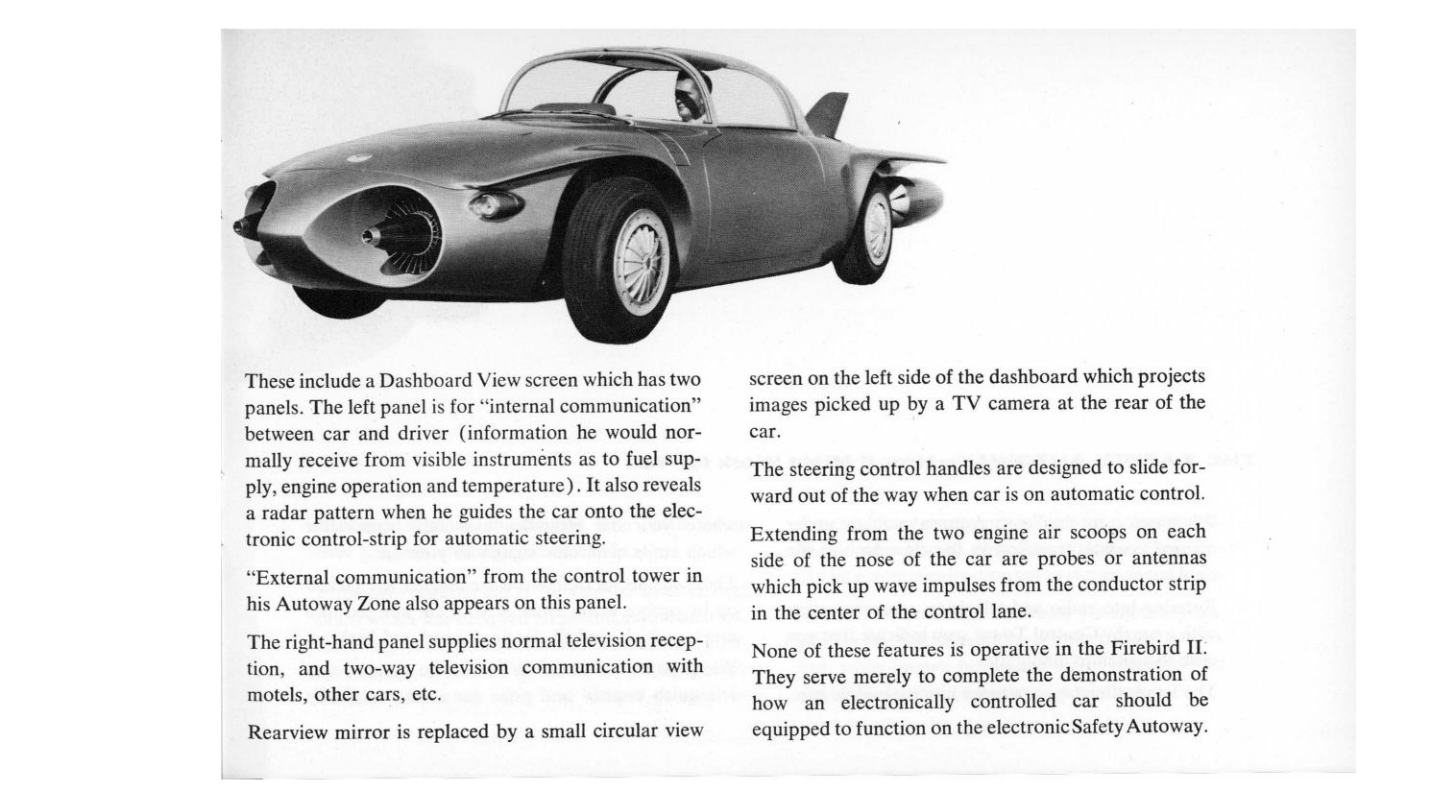 These include a Dashboard View screen which has two
panels. The left panel is for “internal communication”
between car and driver (information he would nor-
mally receive from visible instruments as to fuel sup-
ply, engine operation and temperature). It also reveals
a radar pattern when he guides the car onto the elec-
tronic control-strip for automatic steering.
“External communication” from the control tower in
his Autoway Zone also appears on this panel.
The right-hand panel supplies normal television recep-
tion, and two-way television communication with
motels, other cars, etc.
Rearview mirror is replaced by a small circular view
screen on the left side of the dashboard which projects
images picked up by a TV camera at the rear of the
car.
The steering control handles are designed to slide for-
ward out of the way when car is on automatic control.
Extending from the two engine air scoops on each
side of the nose of the car are probes or antennas
which pick up wave impulses from the conductor strip
in the center of the control lane.
None of these features is operative in the Firebird II.
They serve merely to complete the demonstration of
how an electronically controlled car should be
equipped to function on the electronic Safety Autoway.